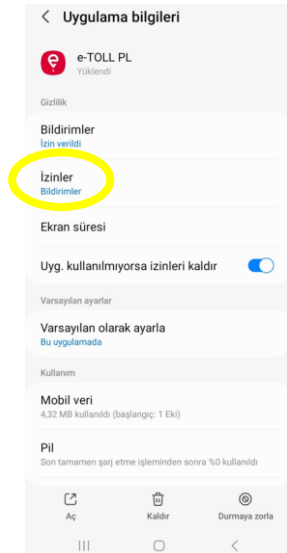 Uygulama bilgileri
e-TOLL PL
Yüklendi
Gizlilik
Bildirimler
İzin verildi
İzinler
Bildirimler
Ekran süresi
Uyg. kullanılmıyorsa izinleri kaldır
Varsayılan ayarlar
Varsayılan olarak ayarla
Bu uygulamada
Kullanım
Mobil veri
4,32 MB kullanıldı (başlangıç: 1 Eki)
Pil
Son tamamen şarj etme işleminden sonra %0 kullanıldı
Aç Kaldır Durmaya zorla